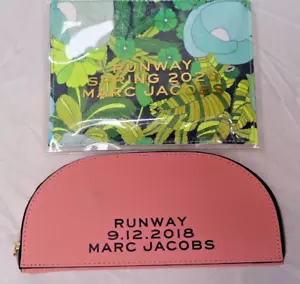 RUNWAY
SPRING
MARC JACOBS
RUNWAY
9.12.2018
MARC JACOBS